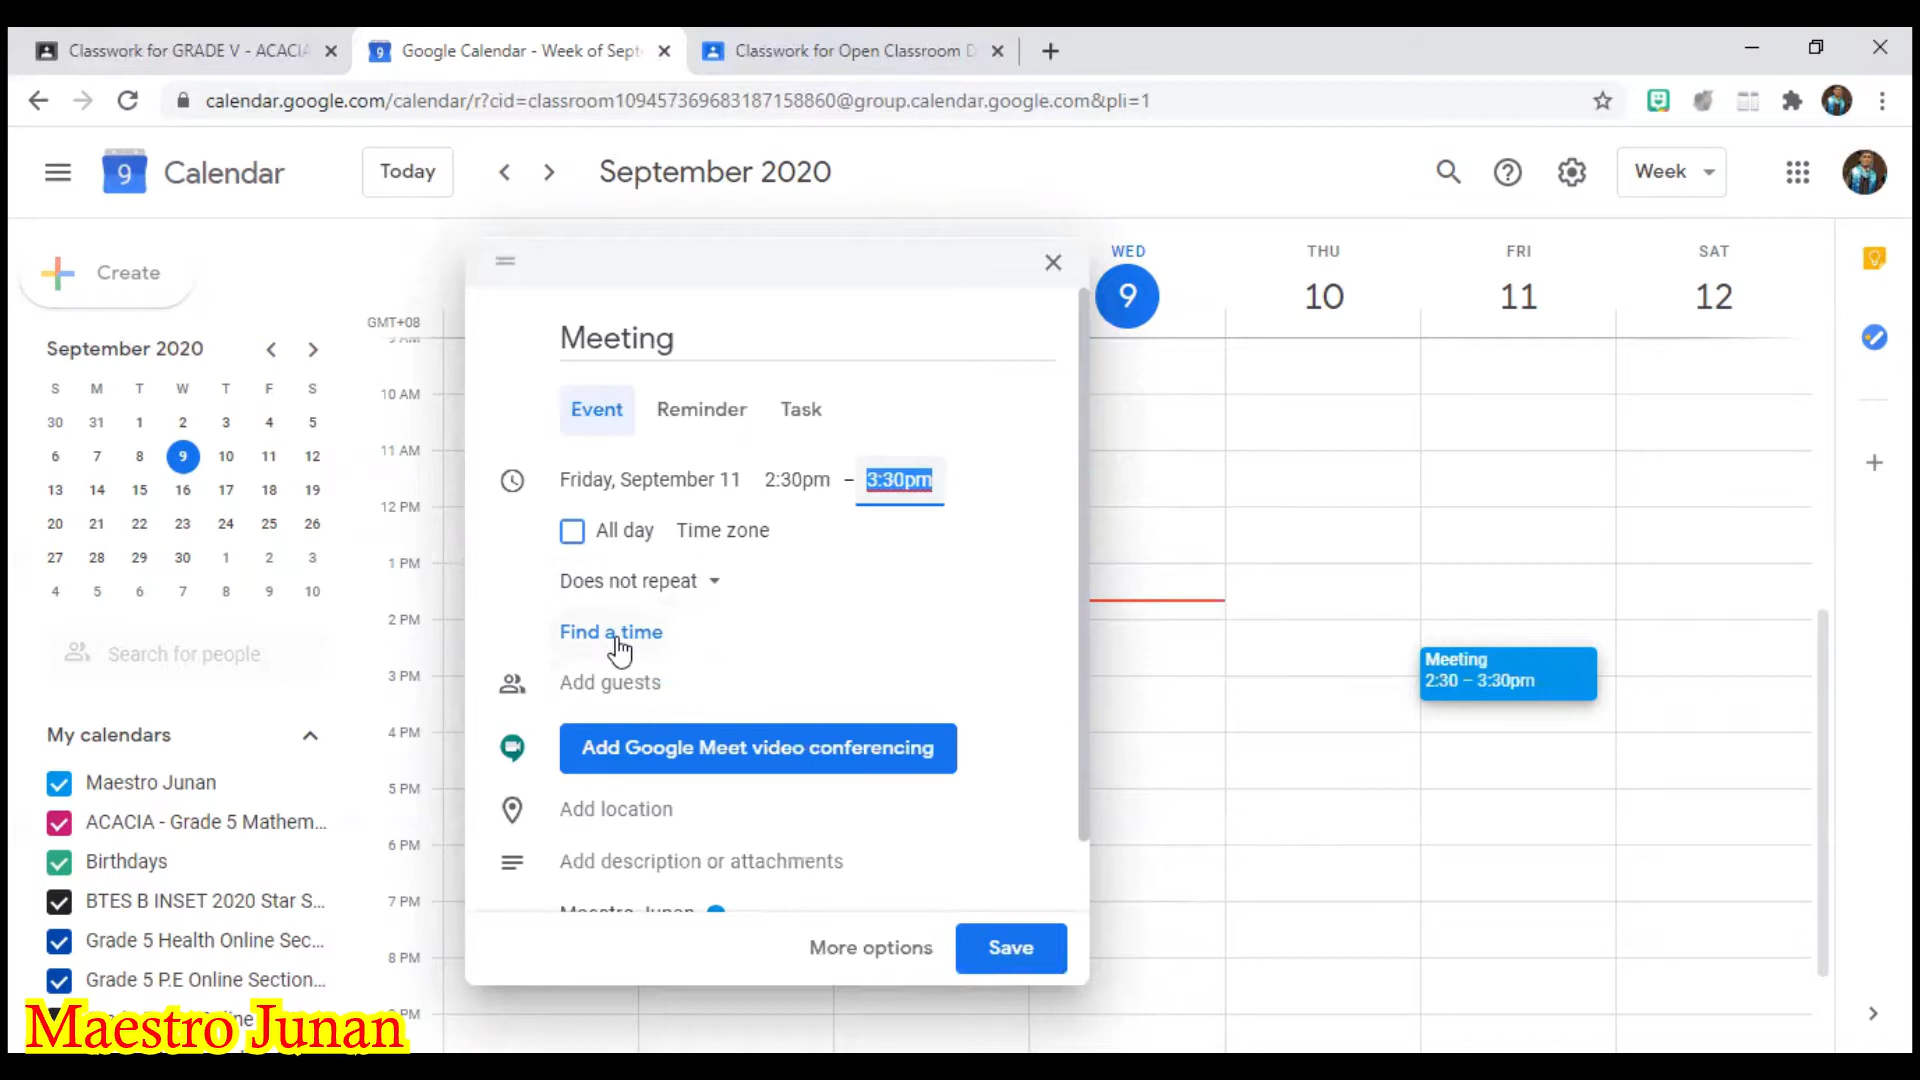 Classwork for GRADE V - ACACIA
Google Calendar - Week of Sept
Classwork for Open Classroom D
calendar.google.com/calendar/r?cid=classroom109457369683187158860@group.calendar.google.com&pli=1
9
Calendar
Today
September 2020
Week
Create
September 2020
S M T W T F S
30 31 1 2 3 4 5
6 7 8 9 10 11 12
13 14 15 16 17 18 19
20 21 22 23 24 25 26
27 28 29 30 1 2 3
4 5 6 7 8 9 10
Search for people
My calendars
Maestro Junan
ACACIA - Grade 5 Mathem...
Birthdays
BTES B INSET 2020 Star S...
Grade 5 Health Online Sec...
Grade 5 P.E Online Section...
Maestro Junan
GMT+08
9 AM
10 AM
11 AM
12 PM
1 PM
2 PM
3 PM
4 PM
5 PM
6 PM
7 PM
8 PM
PM
Meeting
Event Reminder Task
Friday, September 11 2:30pm – 3:30pm
All day Time zone
Does not repeat
Find a time
Add guests
Add Google Meet video conferencing
Add location
Add description or attachments
Maestro Junan
More options Save
WED THU FRI SAT
9 10 11 12
Meeting
2:30 – 3:30pm